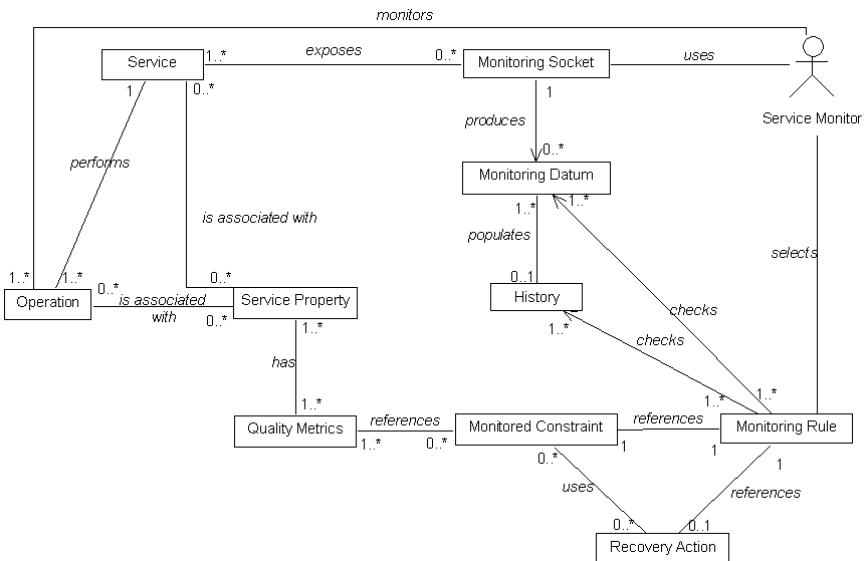 monitors
Service
1..*
exposes
0..*
Monitoring Socket
uses
1
0..*
1
Service Monitor
produces
performs
0..*
Monitoring Datum
1..*
1..*
is associated with
populates
selects
1..*
1..*
0..*
0..1
Operation
0..*
is associated
with
0..*
Service Property
History
1..*
1..*
checks
checks
has
1..*
1..*
1..*
Quality Metrics
references
Monitored Constraint
references
Monitoring Rule
1..*
0..*
1
1
0..*
1
uses
references
0..*
0..1
Recovery Action